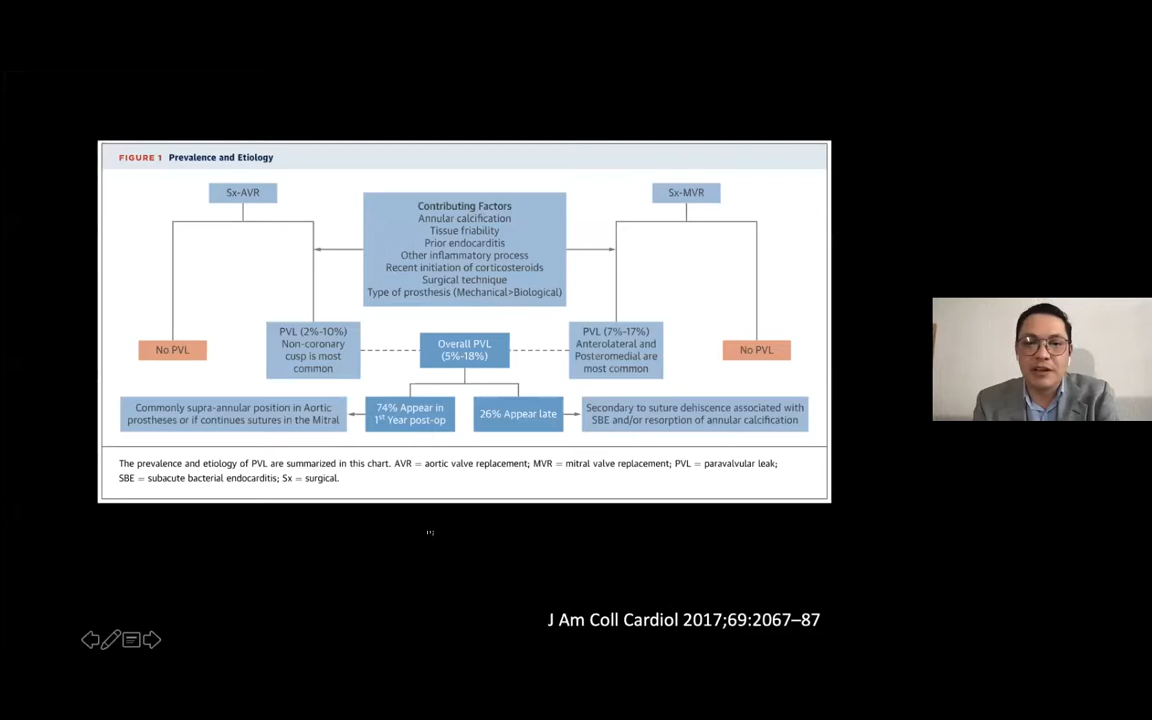 FIGURE 1 Prevalence and Etiology
Sx-AVR
Sx-MVR
Contributing Factors
Annular calcification
Tissue friability
Prior endocarditis
Other inflammatory process
Recent initiation of corticosteroids
Surgical technique
Type of prosthesis (Mechanical>Biological)
No PVL
PVL (2%-10%)
Non-coronary
cusp is most
common
Overall PVL
(5%-18%)
PVL (7%-17%)
Anterolateral and
Posteromedial are
most common
No PVL
Commonly supra-annular position in Aortic
prostheses or if continues sutures in the Mitral
74% Appear in
1st Year post-op
26% Appear late
Secondary to suture dehiscence associated with
SBE and/or resorption of annular calcification
The prevalence and etiology of PVL are summarized in this chart. AVR = aortic valve replacement; MVR = mitral valve replacement; PVL = paravalvular leak;
SBE = subacute bacterial endocarditis; Sx = surgical.
J Am Coll Cardiol 2017;69:2067–87